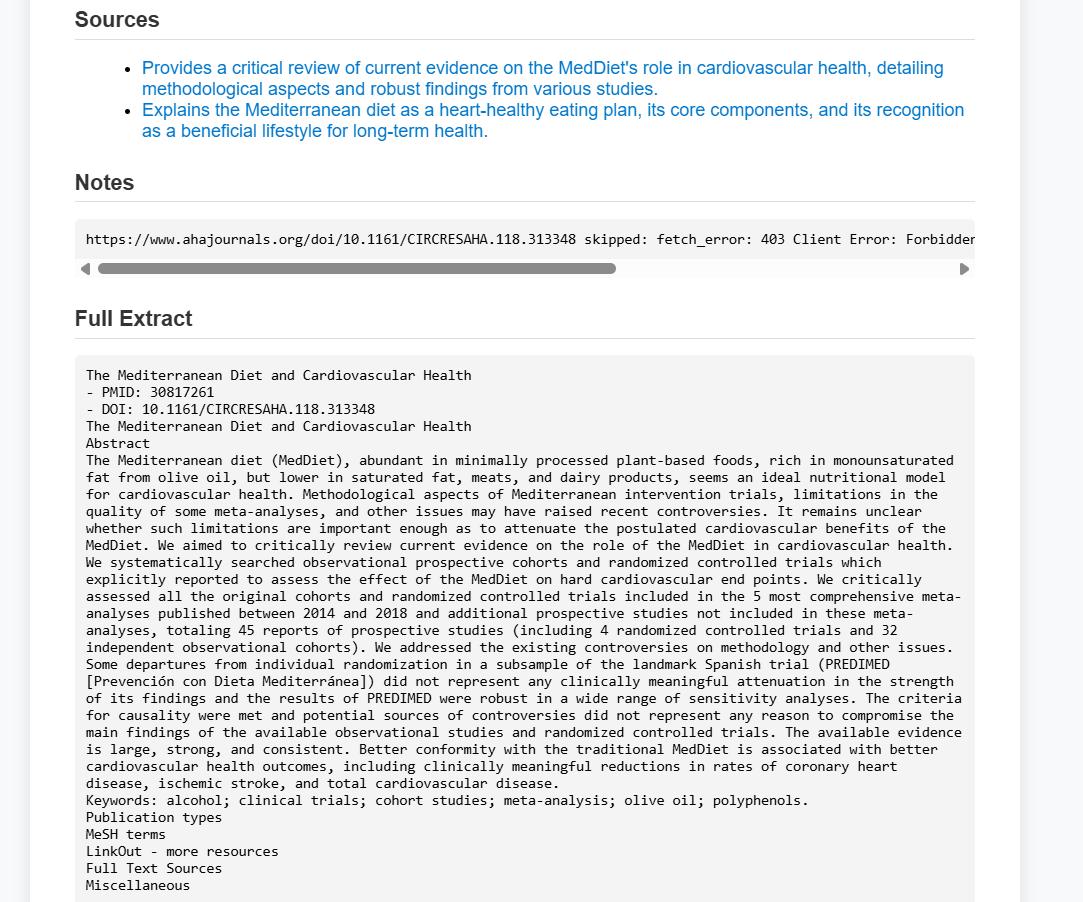 Sources
Provides a critical review of current evidence on the MedDiet's role in cardiovascular health, detailing
methodological aspects and robust findings from various studies.
Explains the Mediterranean diet as a heart-healthy eating plan, its core components, and its recognition
as a beneficial lifestyle for long-term health.
Notes
https://www.ahajournals.org/doi/10.1161/CIRCRESAHA.118.313348 skipped: fetch_error: 403 Client Error: Forbidden
Full Extract
The Mediterranean Diet and Cardiovascular Health
- PMID: 30817261
- DOI: 10.1161/CIRCRESAHA.118.313348
The Mediterranean Diet and Cardiovascular Health
Abstract
The Mediterranean diet (MedDiet), abundant in minimally processed plant-based foods, rich in monounsaturated
fat from olive oil, but lower in saturated fat, meats, and dairy products, seems an ideal nutritional model
for cardiovascular health. Methodological aspects of Mediterranean intervention trials, limitations in the
quality of some meta-analyses, and other issues may have raised recent controversies. It remains unclear
whether such limitations are important enough as to attenuate the postulated cardiovascular benefits of the
MedDiet. We aimed to critically review current evidence on the role of the MedDiet in cardiovascular health.
We systematically searched observational prospective cohorts and randomized controlled trials which
explicitly reported to assess the effect of the MedDiet on hard cardiovascular end points. We critically
assessed all the original cohorts and randomized controlled trials included in the 5 most comprehensive meta-
analyses published between 2014 and 2018 and additional prospective studies not included in these meta-
analyses, totaling 45 reports of prospective studies (including 4 randomized controlled trials and 32
independent observational cohorts). We addressed the existing controversies on methodology and other issues.
Some departures from individual randomization in a subsample of the landmark Spanish trial (PREDIMED
[Prevención con Dieta Mediterránea]) did not represent any clinically meaningful attenuation in the strength
of its findings and the results of PREDIMED were robust in a wide range of sensitivity analyses. The criteria
for causality were met and potential sources of controversies did not represent any reason to compromise the
main findings of the available observational studies and randomized controlled trials. The available evidence
is large, strong, and consistent. Better conformity with the traditional MedDiet is associated with better
cardiovascular health outcomes, including clinically meaningful reductions in rates of coronary heart
disease, ischemic stroke, and total cardiovascular disease.
Keywords: alcohol; clinical trials; cohort studies; meta-analysis; olive oil; polyphenols.
Publication types
MeSH terms
LinkOut - more resources
Full Text Sources
Miscellaneous